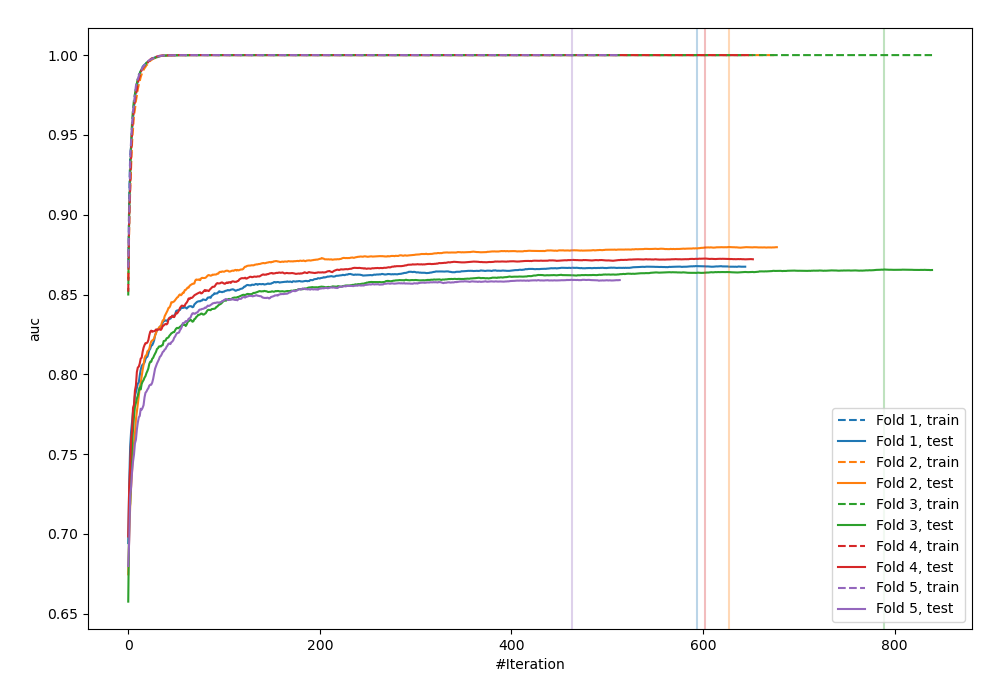 1.00
0.95
0.90
0.85
0.80
0.75
0.70
0.65
auc
0
200
400
600
800
#Iteration
Fold 1, train
Fold 1, test
Fold 2, train
Fold 2, test
Fold 3, train
Fold 3, test
Fold 4, train
Fold 4, test
Fold 5, train
Fold 5, test